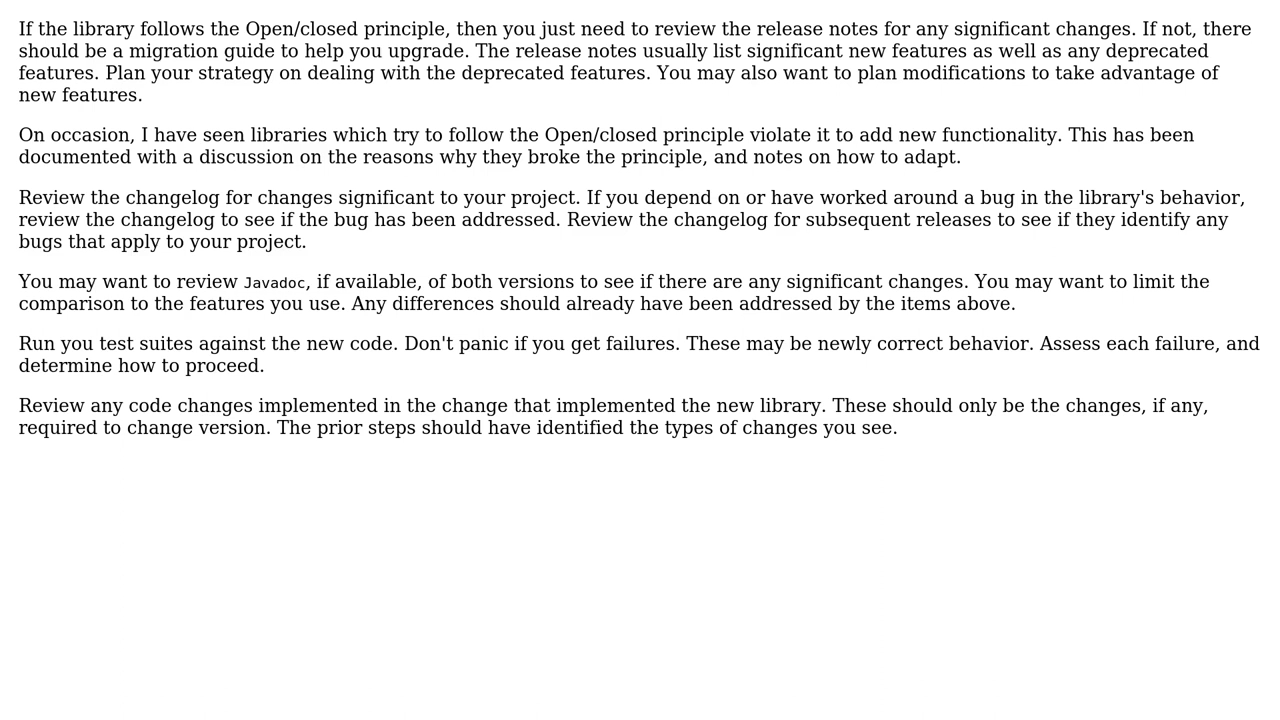 If the library follows the Open/closed principle, then you just need to review the release notes for any significant changes. If not, there
should be a migration guide to help you upgrade. The release notes usually list significant new features as well as any deprecated
features. Plan your strategy on dealing with the deprecated features. You may also want to plan modifications to take advantage of
new features.
On occasion, I have seen libraries which try to follow the Open/closed principle violate it to add new functionality. This has been
documented with a discussion on the reasons why they broke the principle, and notes on how to adapt.
Review the changelog for changes significant to your project. If you depend on or have worked around a bug in the library's behavior,
review the changelog to see if the bug has been addressed. Review the changelog for subsequent releases to see if they identify any
bugs that apply to your project.
You may want to review Javadoc, if available, of both versions to see if there are any significant changes. You may want to limit the
comparison to the features you use. Any differences should already have been addressed by the items above.
Run you test suites against the new code. Don't panic if you get failures. These may be newly correct behavior. Assess each failure, and
determine how to proceed.
Review any code changes implemented in the change that implemented the new library. These should only be the changes, if any,
required to change version. The prior steps should have identified the types of changes you see.